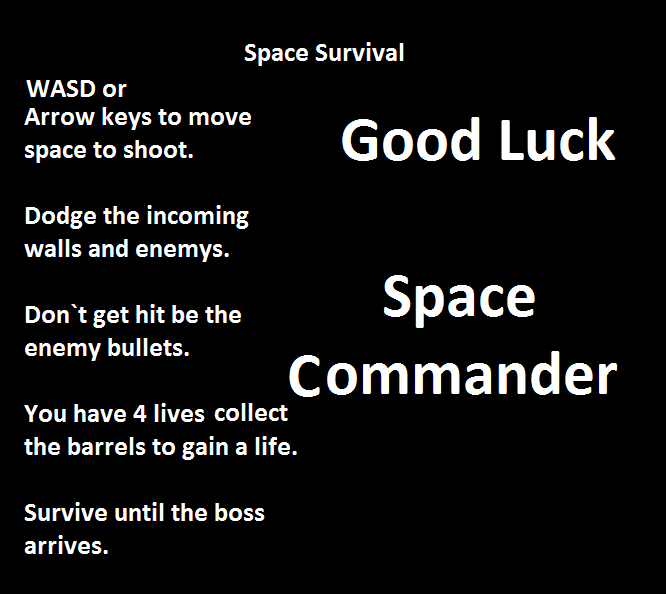 Space Survival
WASD or
Arrow keys to move
space to shoot.
Dodge the incoming
walls and enemys.
Don`t get hit be the
enemy bullets.
You have 4 lives collect
the barrels to gain a life.
Survive until the boss
arrives.
Good Luck
Space
Commander